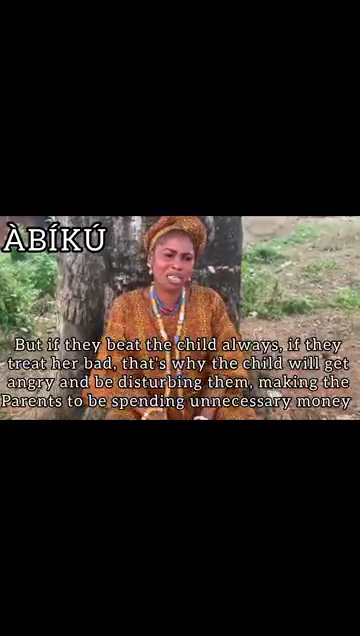 ÀBÍKÚ
But if they beat the child always, if they
treat her bad, that's why the child will get
angry and be disturbing them, making the
Parents to be spending unnecessary money